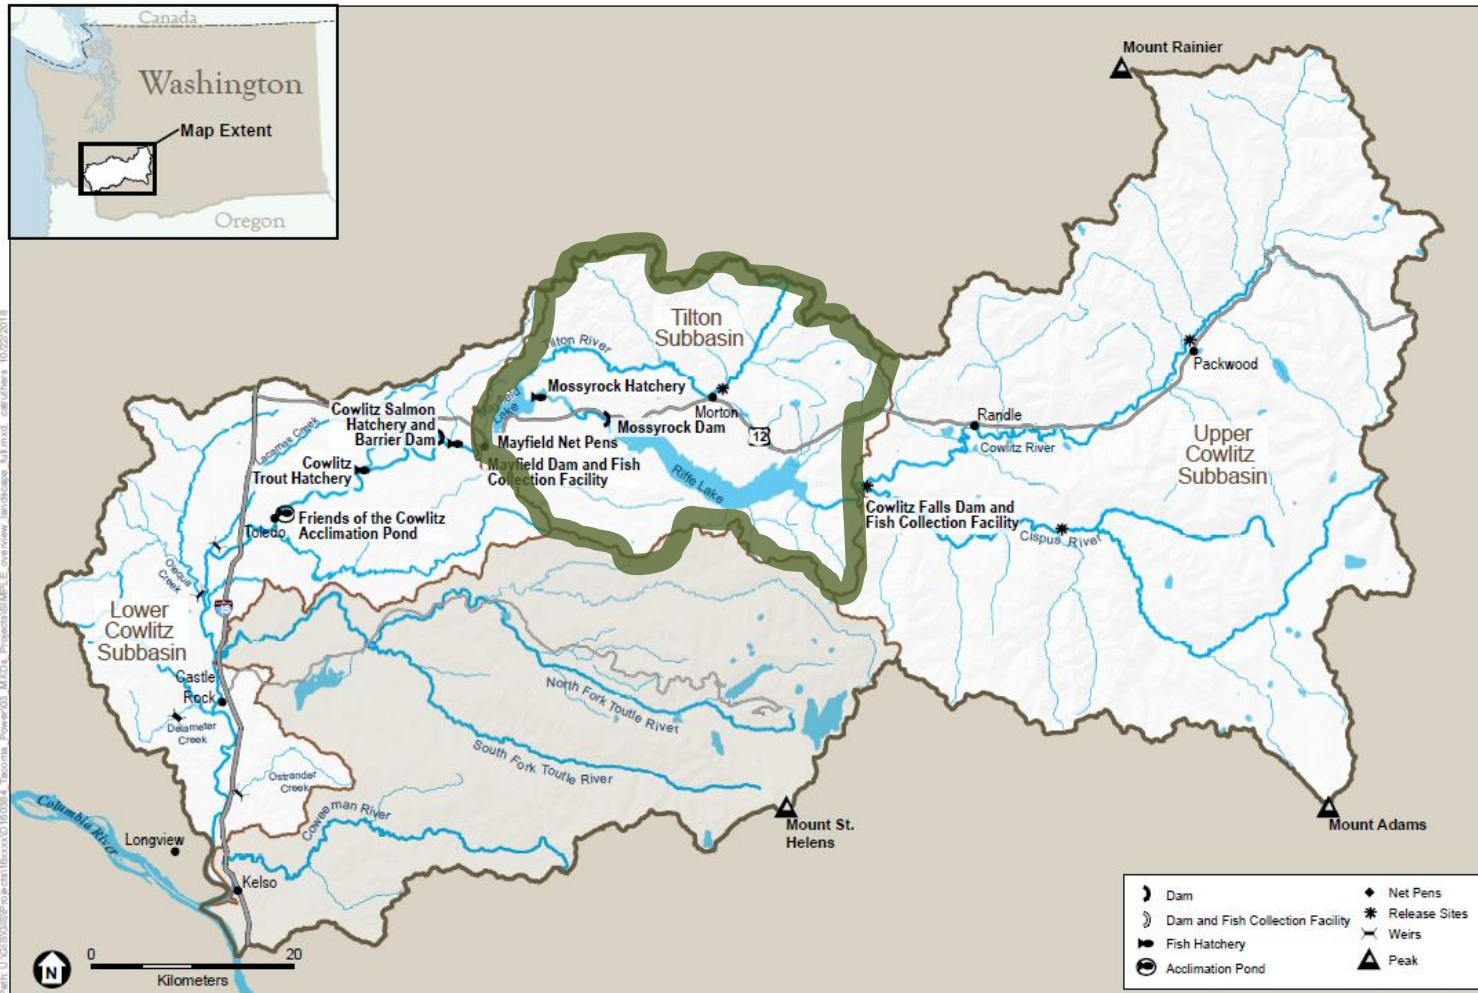 Canada
Washington
Map Extent
Oregon
Mount Rainier
Tilton
Subbasin
Tilton River
Mossyrock Hatchery
Mayfield
Lake
Morton
Mossyrock Dam
12
Packwood
Randle
Cowlitz River
Upper
Cowlitz
Subbasin
Cowlitz Salmon
Hatchery and
Barrier Dam
Lacamas Creek
Mayfield Net Pens
Mayfield Dam and Fish
Collection Facility
Cowlitz
Trout Hatchery
Riffe Lake
Cowlitz Falls Dam and
Fish Collection Facility
Cispus River
Friends of the Cowlitz
Acclimation Pond
Toledo
Olequa
Creek
Lower
Cowlitz
Subbasin
Castle
Rock
Delameter
Creek
Ostrander
Creek
North Fork Toutle River
South Fork Toutle River
Coweeman River
Columbia River
Longview
Kelso
Mount St.
Helens
Mount Adams
N
0 20
Kilometers
Dam
Dam and Fish Collection Facility
Fish Hatchery
Acclimation Pond
Net Pens
Release Sites
Weirs
Peak